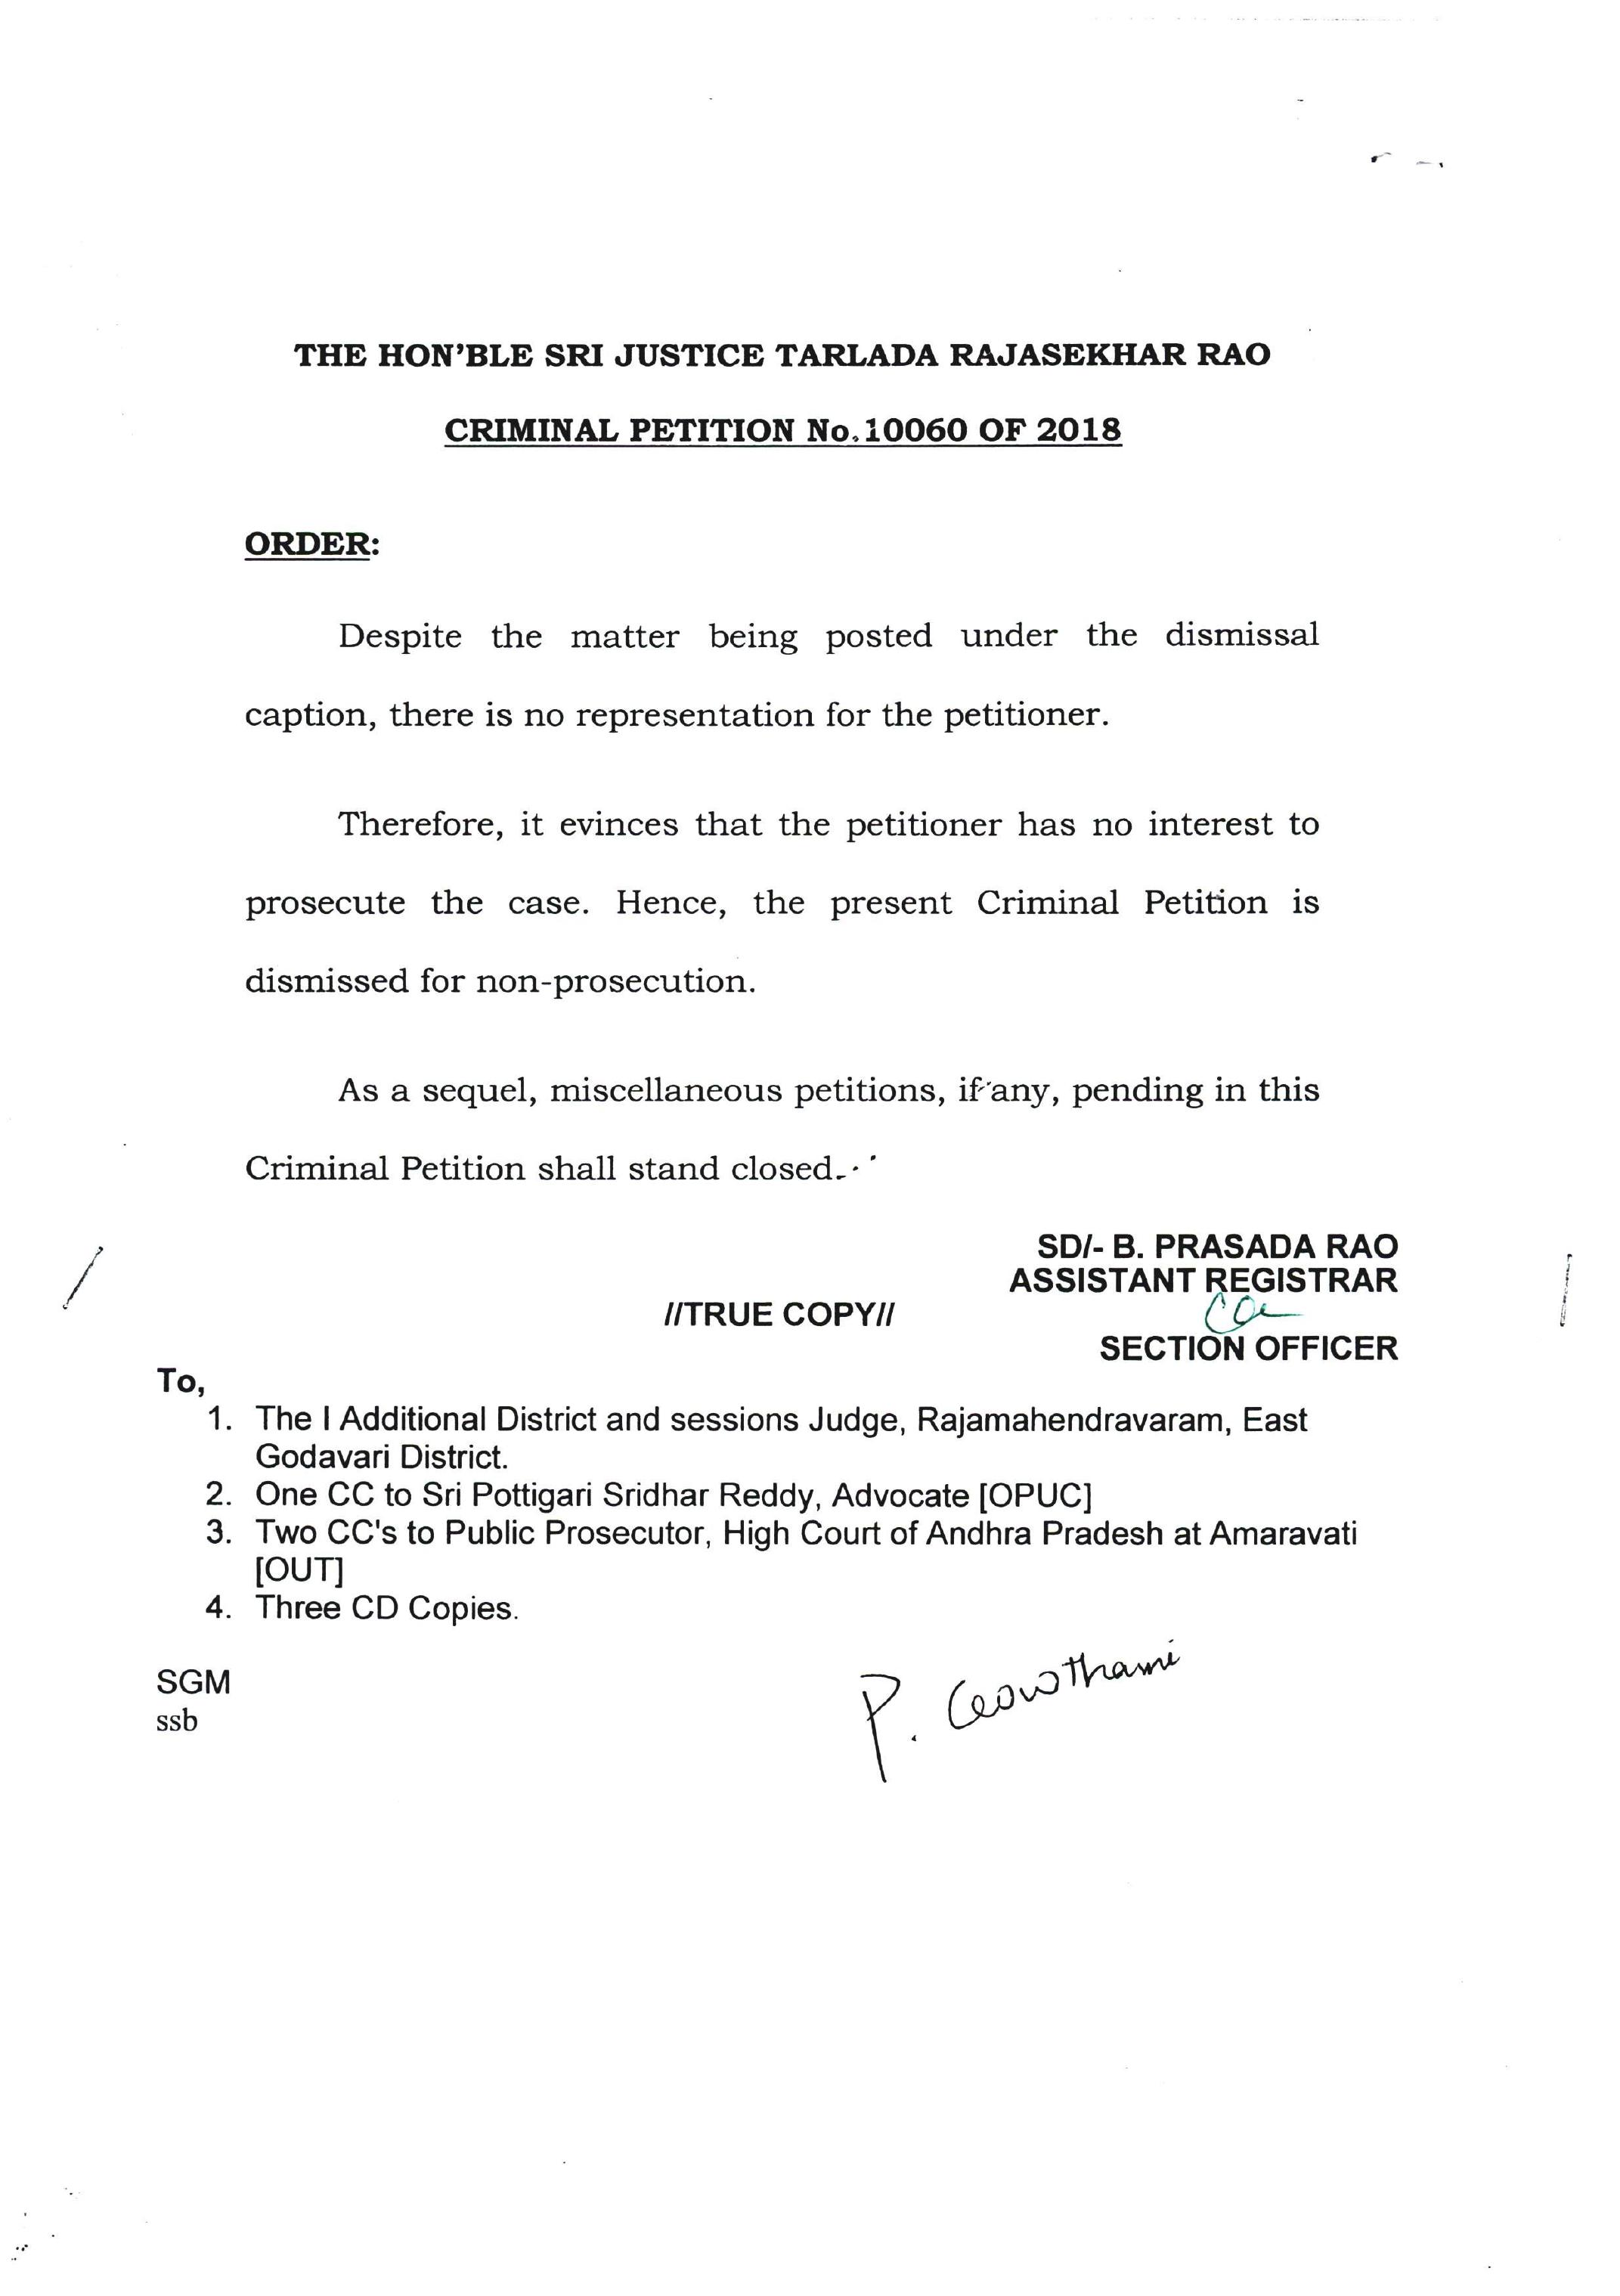 THE HON'BLE SRI JUSTICE TARLADA RAJASEKHAR RAO
CRIMINAL PETITION No.10060 OF 2018
ORDER:
Despite the matter being posted under the dismissal
caption, there is no representation for the petitioner.
Therefore, it evinces that the petitioner has no interest to
prosecute the case. Hence, the present Criminal Petition is
dismissed for non-prosecution.
As a sequel, miscellaneous petitions, if any, pending in this
Criminal Petition shall stand closed.
SD/- B. PRASADA RAO
ASSISTANT REGISTRAR
//TRUE COPY//
SECTION OFFICER
To,
1. The I Additional District and sessions Judge, Rajamahendravaram, East
Godavari District.
2. One CC to Sri Pottigari Sridhar Reddy, Advocate [OPUC]
3. Two CC's to Public Prosecutor, High Court of Andhra Pradesh at Amaravati
[OUT]
4. Three CD Copies.
SGM
ssb
P. Gowthami